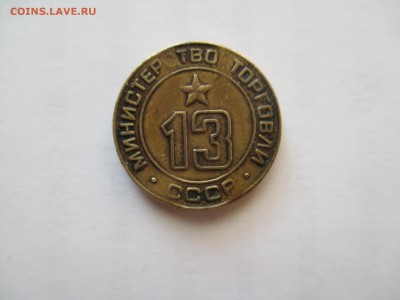 COINS.LAVE.RU
МИНИСТЕР ТВО ТОРГОВЛИ
13
· СССР ·